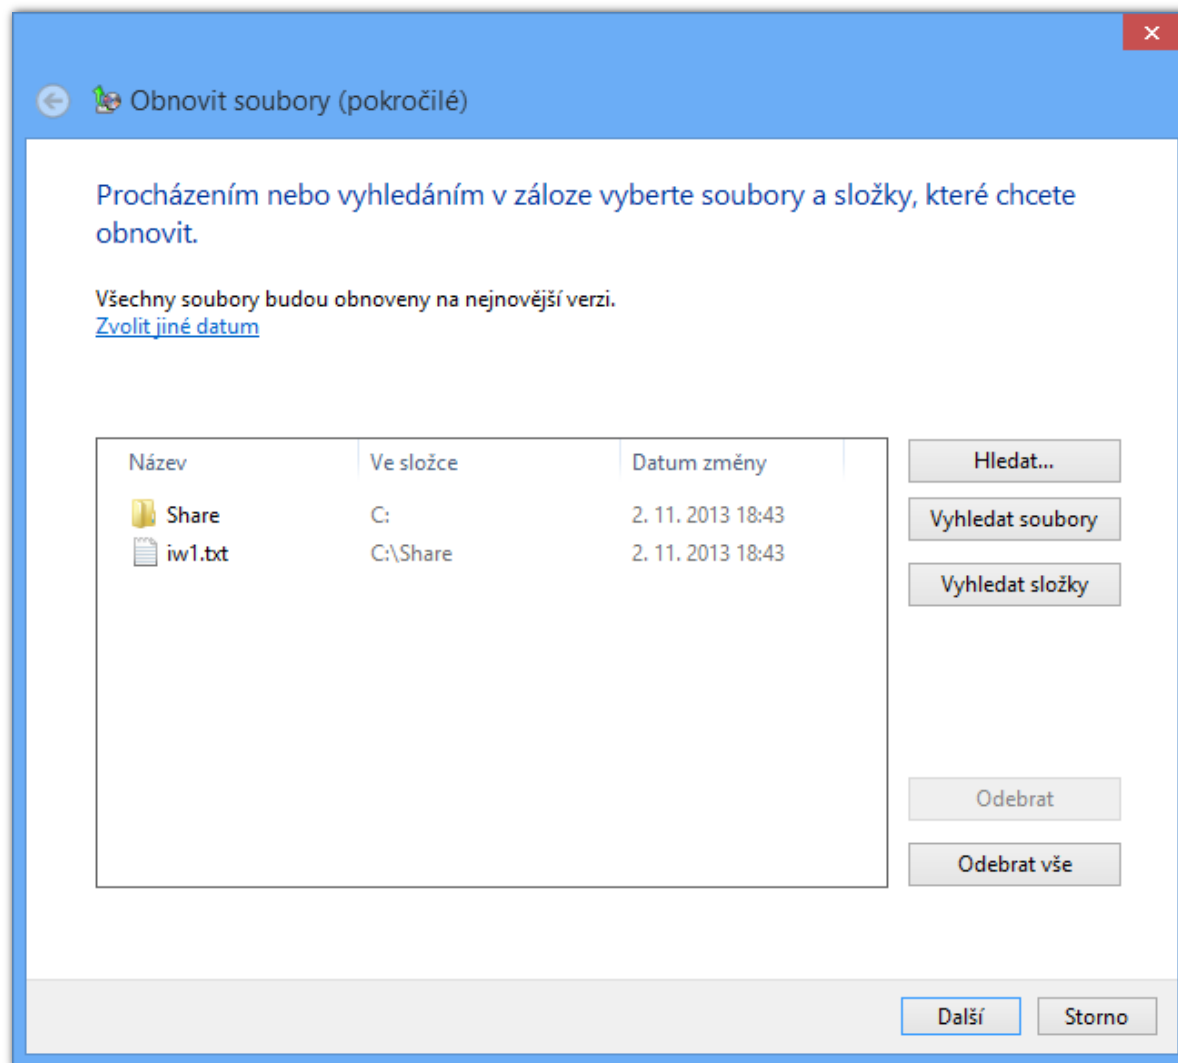 Obnovit soubory (pokročilé)
Procházením nebo vyhledáním v záloze vyberte soubory a složky, které chcete
obnovit.
Všechny soubory budou obnoveny na nejnovější verzi.
Zvolit jiné datum
Název Ve složce Datum změny
Share C: 2. 11. 2013 18:43
iw1.txt C:\Share 2. 11. 2013 18:43
Hledat...
Vyhledat soubory
Vyhledat složky
Odebrat
Odebrat vše
Další Storno